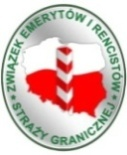 ZWIĄZEK EMERYTÓW I RENCISTÓW
STRAŻY GRANICZNEJ